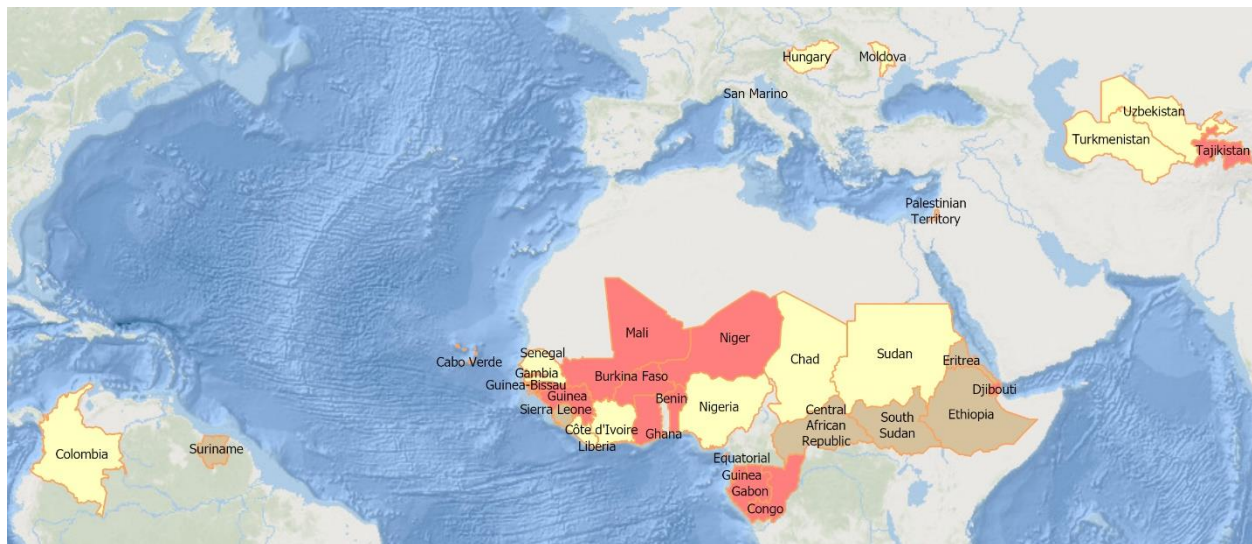 Hungary
Moldova
San Marino
Uzbekistan
Turkmenistan
Tajikistan
Palestinian
Territory
Mali
Niger
Cabo Verde
Senegal
Chad
Sudan
Eritrea
Gambia
Burkina Faso
Guinea-Bissau
Djibouti
Guinea
Benin
Sierra Leone
Nigeria
Central
African
Republic
South
Sudan
Ethiopia
Côte d'Ivoire
Ghana
Liberia
Colombia
Suriname
Equatorial
Guinea
Gabon
Congo